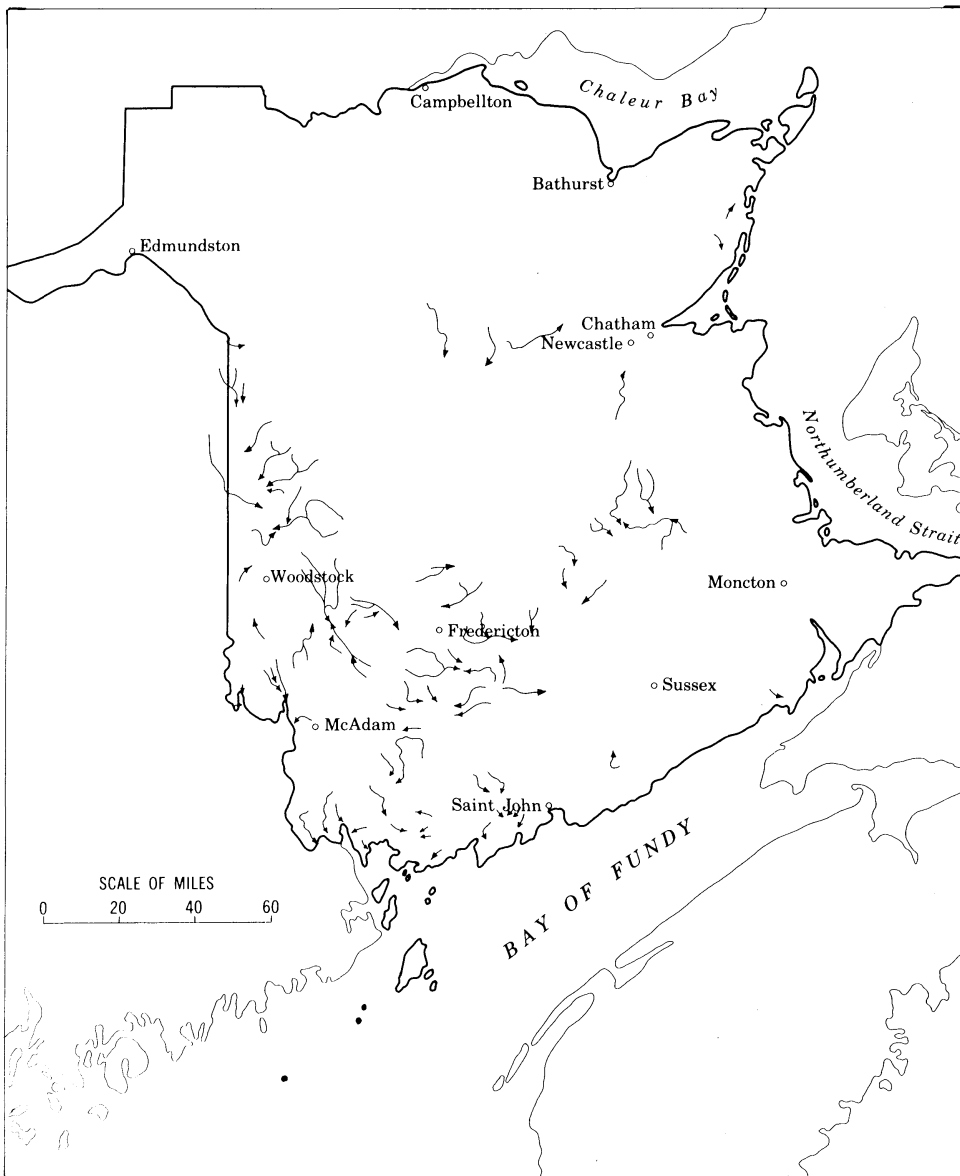 Campbellton
Chaleur Bay
Bathurst
Edmundston
Chatham
Newcastle
Northumberland Strait
Woodstock
Moncton
Fredericton
Sussex
McAdam
Saint John
BAY OF FUNDY
SCALE OF MILES
0 20 40 60